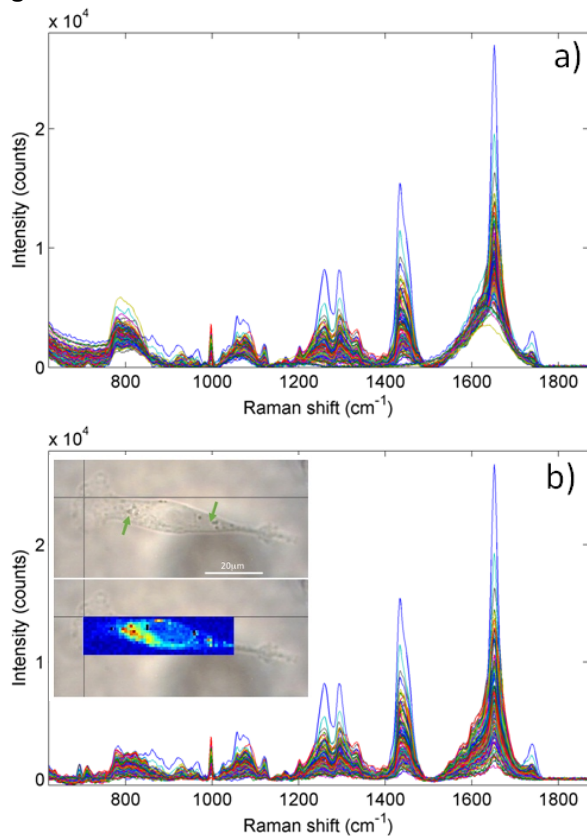 x 10⁴
a)
2
1
0
Intensity (counts)
800 1000 1200 1400 1600 1800
Raman shift (cm⁻¹)
x 10⁴
b)
20μm
2
1
0
Intensity (counts)
800 1000 1200 1400 1600 1800
Raman shift (cm⁻¹)